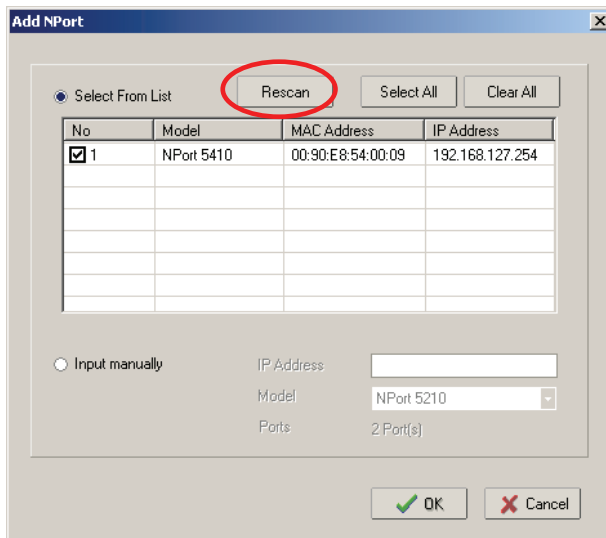 Add NPort
Select From List Rescan Select All Clear All
No Model MAC Address IP Address
1 NPort 5410 00:90:E8:54:00:09 192.168.127.254
Input manually IP Address
Model NPort 5210
Ports 2 Port(s)
OK Cancel